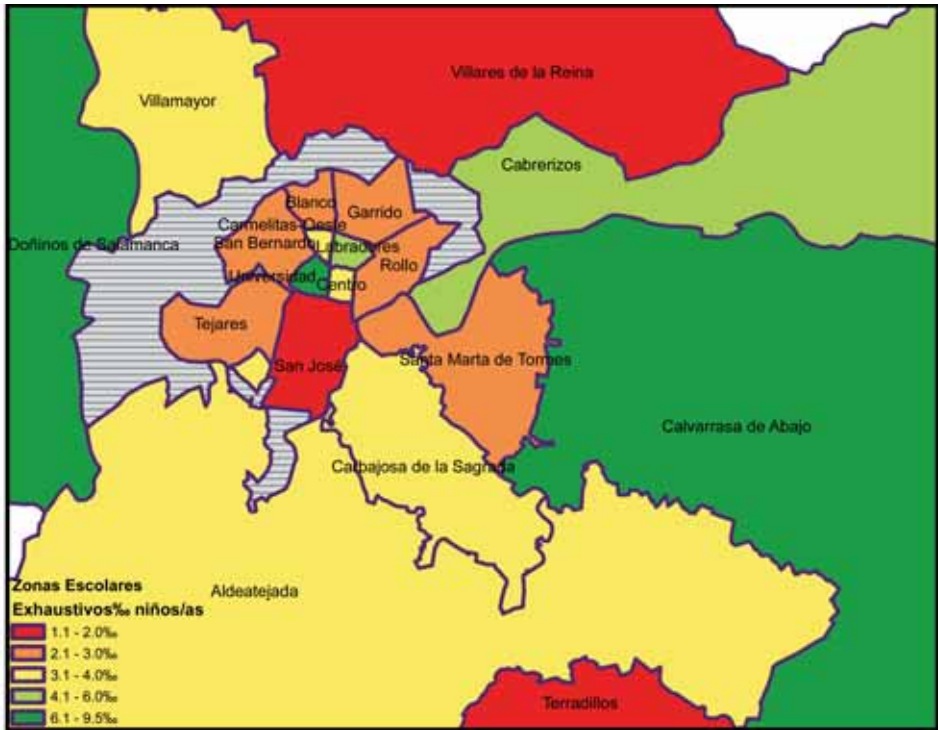 Villares de la Reina
Villamayor
Cabrerizos
Blanco
Garrido
Carmelitas-Oeste
Doñinos de Salamanca
San Bernardo
Labradores
Rollo
Universidad
Centro
Tejares
San José
Santa Marta de Tormes
Calvarrasa de Abajo
Carbajosa de la Sagrada
Aldeatejada
Terradillos
Zonas Escolares
Exhaustivos‰ niños/as
1.1 - 2.0‰
2.1 - 3.0‰
3.1 - 4.0‰
4.1 - 6.0‰
6.1 - 9.5‰